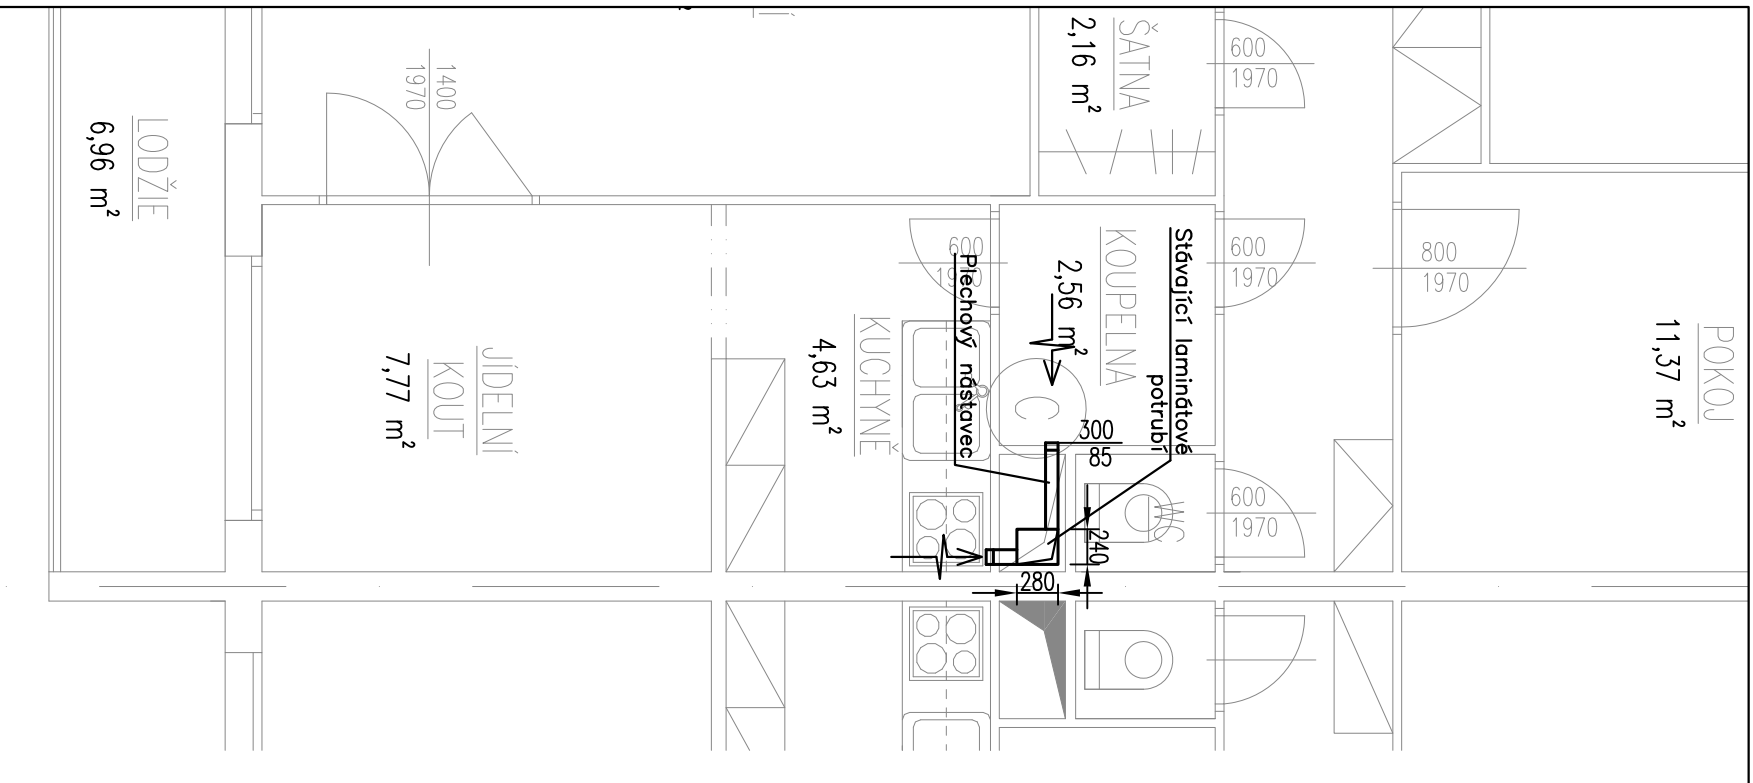 ŠATNA
2,16 m²
600
1970
1400
1970
LODŽIE
6,96 m²
600
1970
KOUPELNA
2,56 m²
600
1970
800
1970
Stávající laminátové
potrubí
Plechový nástavec
POKOJ
11,37 m²
KUCHYNĚ
4,63 m²
JÍDELNÍ
KOUT
7,77 m²
C
300
85
WC
600
1970
240
280